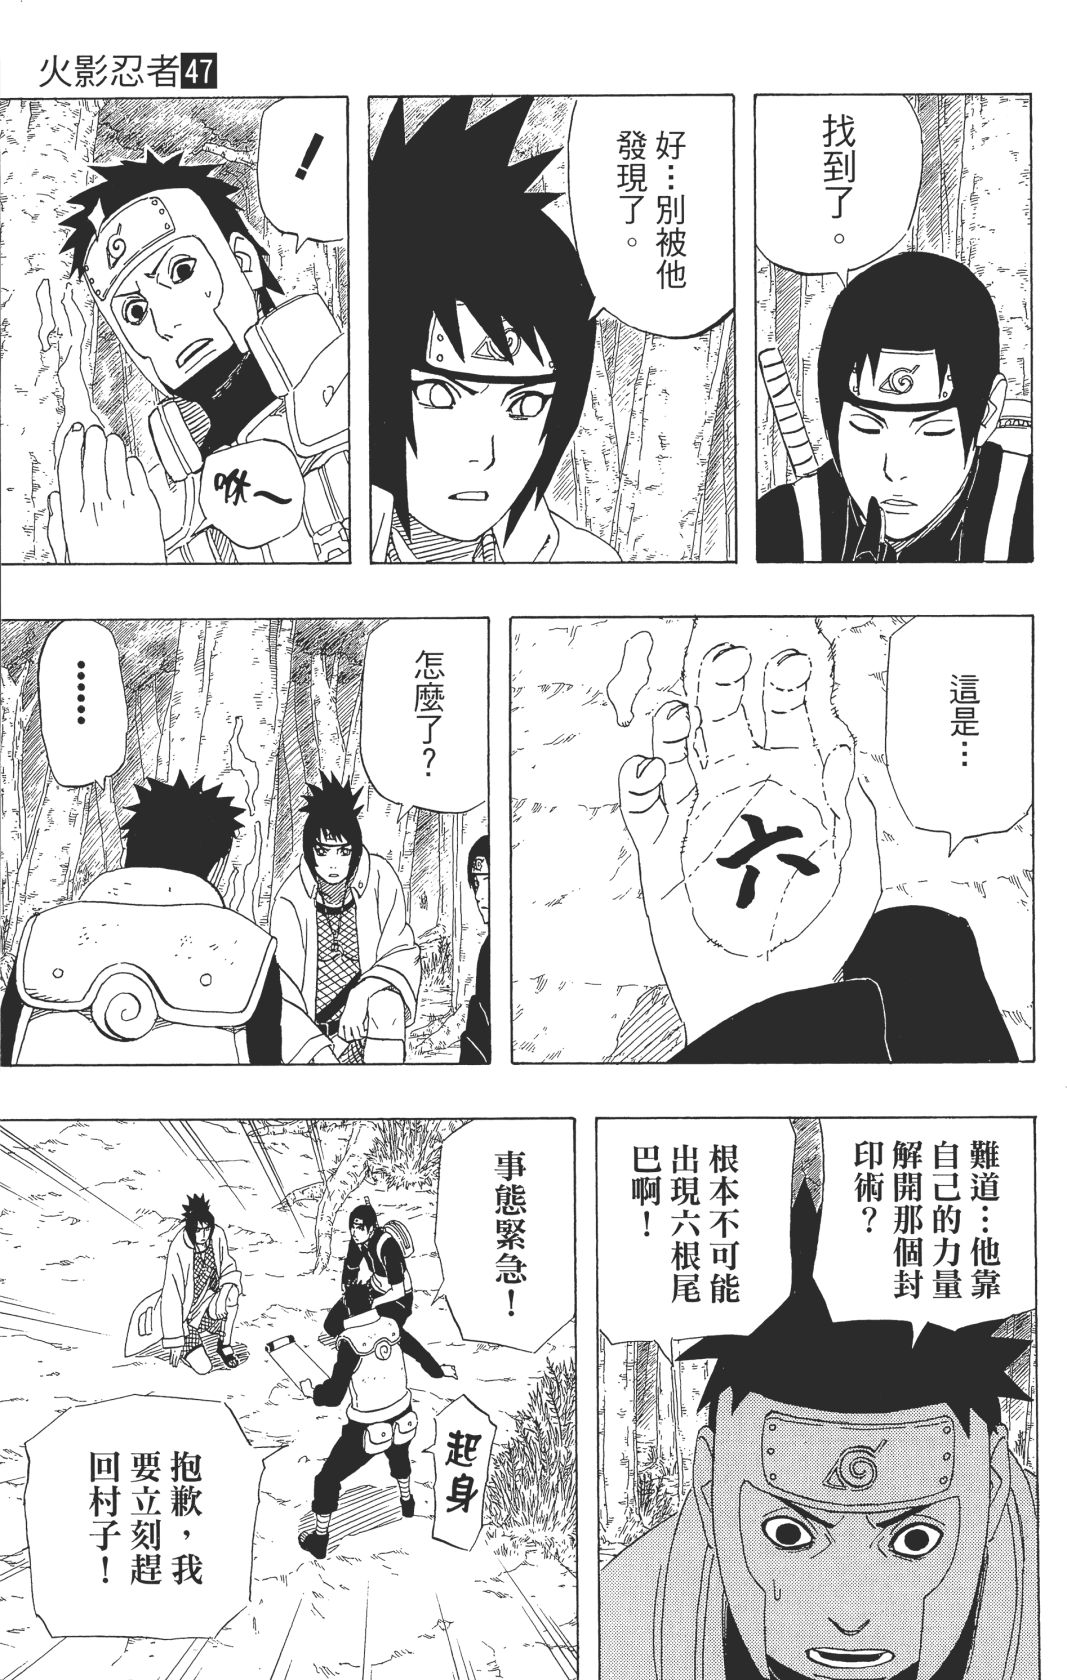 火影忍者47
找到了。
好…別被他
發現了。
！
咻～
這是…
六
怎麼了？
……
難道…他靠
自己的力量
解開那個封
印術？
根本不可能
出現六根尾
巴啊！
事態緊急！
起身
抱歉，我
要立刻趕
回村子！